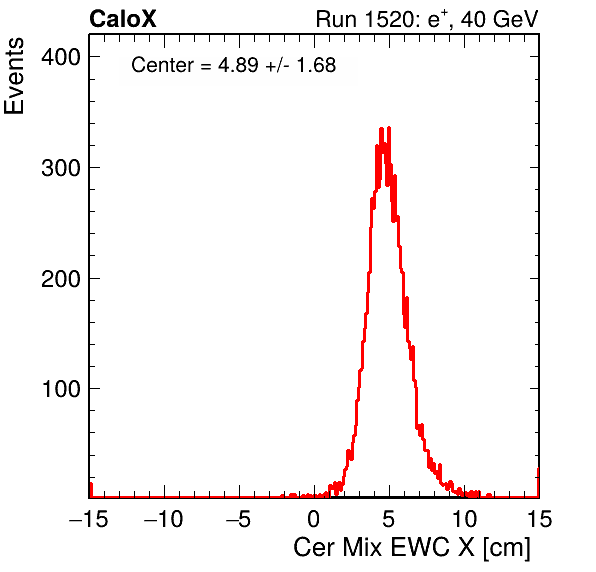 CaloX Run 1520: e⁺, 40 GeV
Center = 4.89 +/- 1.68
Events
400
300
200
100
−15 −10 −5 0 5 10 15
Cer Mix EWC X [cm]